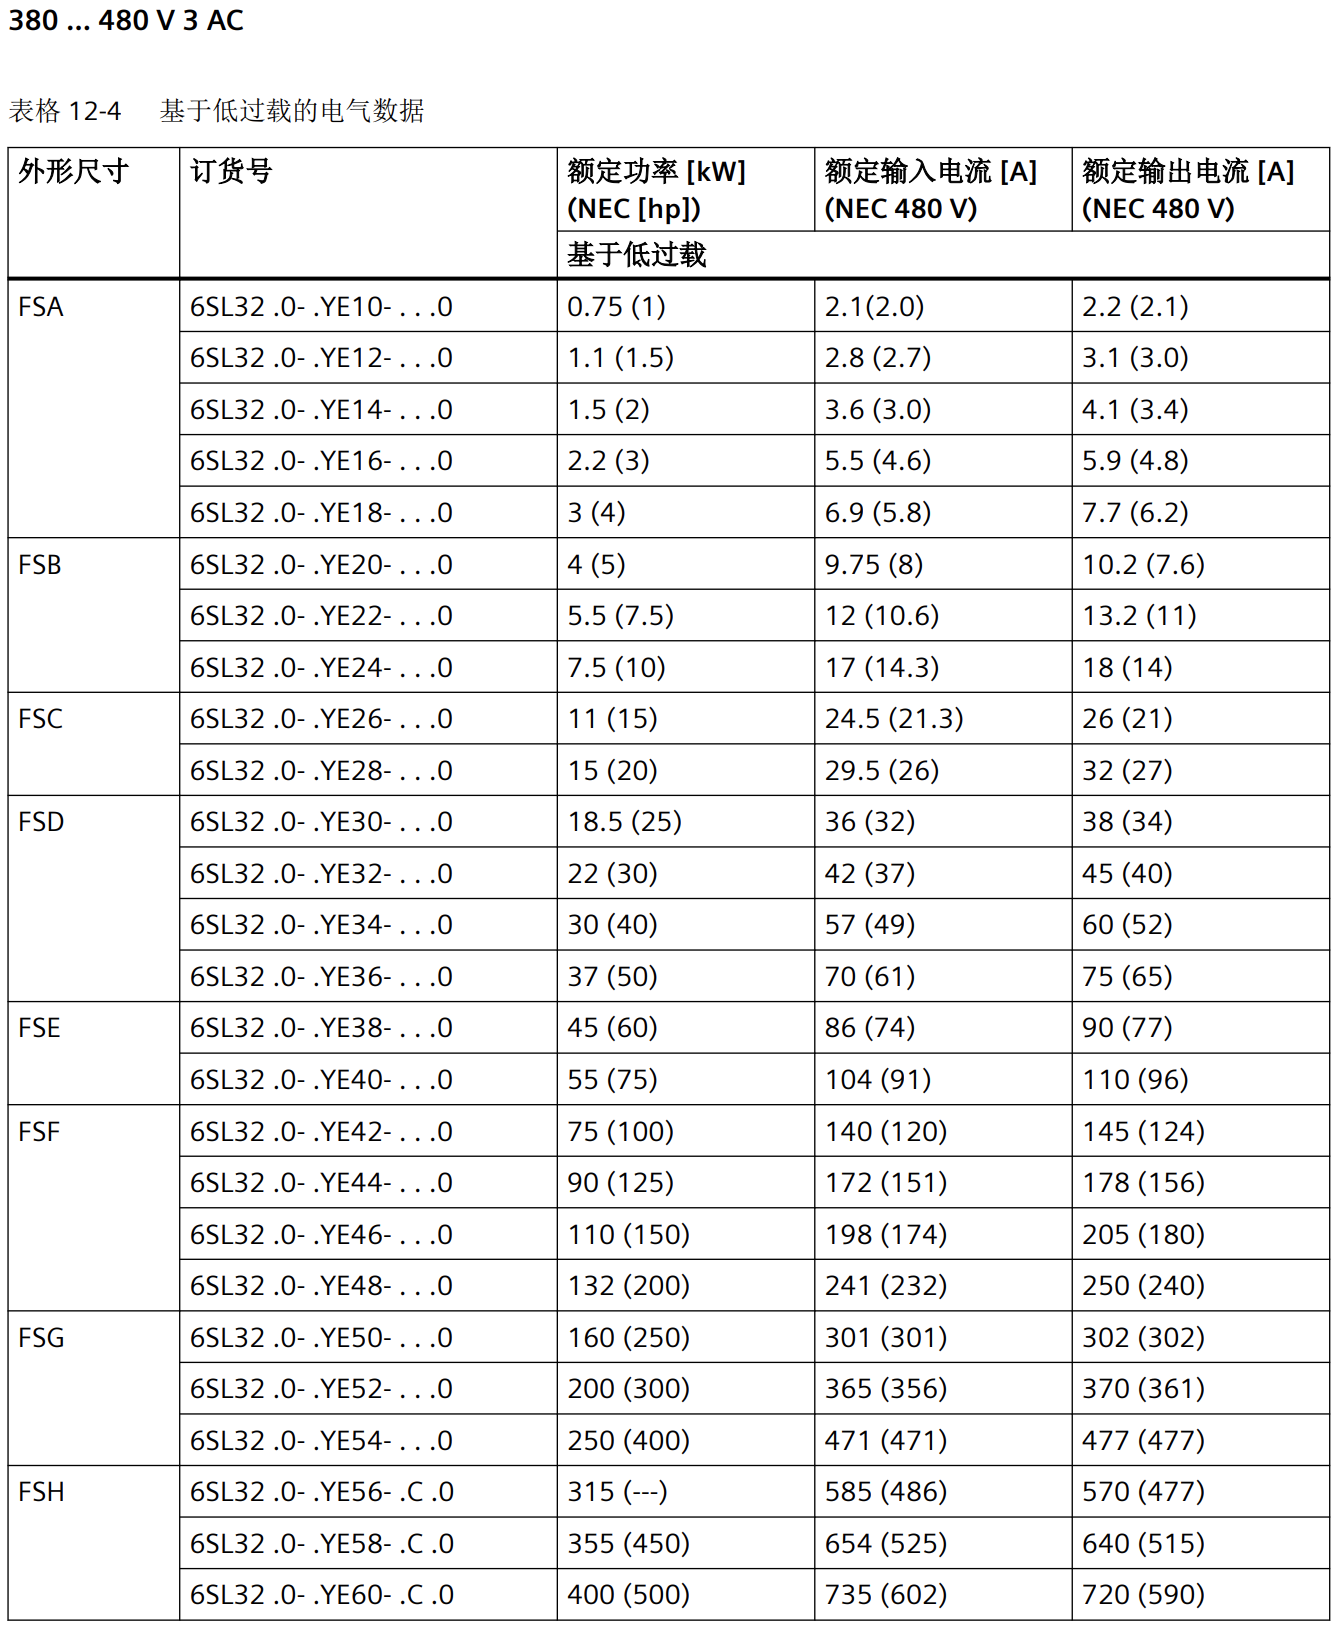 380 ... 480 V 3 AC
表格 12-4 基于低过载的电气数据
外形尺寸 订货号 额定功率 [kW] 额定输入电流 [A] 额定输出电流 [A]
(NEC [hp]) (NEC 480 V) (NEC 480 V)
基于低过载
FSA 6SL32 .0- .YE10- . . .0 0.75 (1) 2.1(2.0) 2.2 (2.1)
6SL32 .0- .YE12- . . .0 1.1 (1.5) 2.8 (2.7) 3.1 (3.0)
6SL32 .0- .YE14- . . .0 1.5 (2) 3.6 (3.0) 4.1 (3.4)
6SL32 .0- .YE16- . . .0 2.2 (3) 5.5 (4.6) 5.9 (4.8)
6SL32 .0- .YE18- . . .0 3 (4) 6.9 (5.8) 7.7 (6.2)
FSB 6SL32 .0- .YE20- . . .0 4 (5) 9.75 (8) 10.2 (7.6)
6SL32 .0- .YE22- . . .0 5.5 (7.5) 12 (10.6) 13.2 (11)
6SL32 .0- .YE24- . . .0 7.5 (10) 17 (14.3) 18 (14)
FSC 6SL32 .0- .YE26- . . .0 11 (15) 24.5 (21.3) 26 (21)
6SL32 .0- .YE28- . . .0 15 (20) 29.5 (26) 32 (27)
FSD 6SL32 .0- .YE30- . . .0 18.5 (25) 36 (32) 38 (34)
6SL32 .0- .YE32- . . .0 22 (30) 42 (37) 45 (40)
6SL32 .0- .YE34- . . .0 30 (40) 57 (49) 60 (52)
6SL32 .0- .YE36- . . .0 37 (50) 70 (61) 75 (65)
FSE 6SL32 .0- .YE38- . . .0 45 (60) 86 (74) 90 (77)
6SL32 .0- .YE40- . . .0 55 (75) 104 (91) 110 (96)
FSF 6SL32 .0- .YE42- . . .0 75 (100) 140 (120) 145 (124)
6SL32 .0- .YE44- . . .0 90 (125) 172 (151) 178 (156)
6SL32 .0- .YE46- . . .0 110 (150) 198 (174) 205 (180)
6SL32 .0- .YE48- . . .0 132 (200) 241 (232) 250 (240)
FSG 6SL32 .0- .YE50- . . .0 160 (250) 301 (301) 302 (302)
6SL32 .0- .YE52- . . .0 200 (300) 365 (356) 370 (361)
6SL32 .0- .YE54- . . .0 250 (400) 471 (471) 477 (477)
FSH 6SL32 .0- .YE56- .C .0 315 (---) 585 (486) 570 (477)
6SL32 .0- .YE58- .C .0 355 (450) 654 (525) 640 (515)
6SL32 .0- .YE60- .C .0 400 (500) 735 (602) 720 (590)